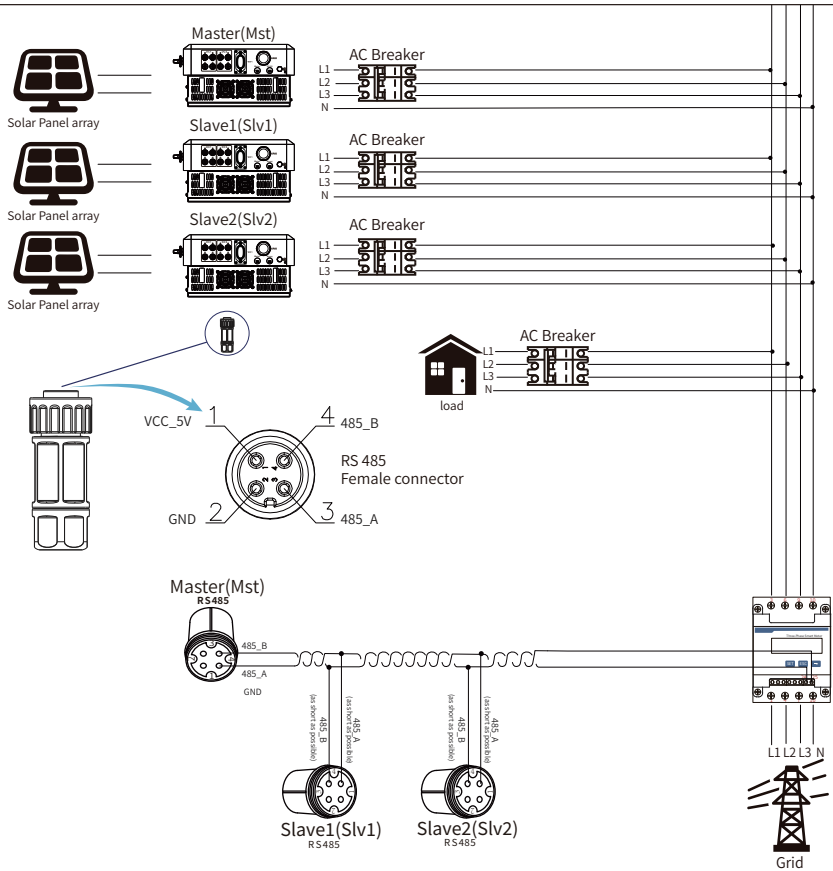 Master(Mst)
AC Breaker
L1
L2
L3
N
Solar Panel array
Slave1(Slv1)
AC Breaker
L1
L2
L3
N
Solar Panel array
Slave2(Slv2)
AC Breaker
L1
L2
L3
N
Solar Panel array
AC Breaker
L1
L2
L3
N
load
VCC_5V 1
4 485_B
1 4
2 3
RS 485
Female connector
GND 2
3 485_A
Master(Mst)
RS485
485_B
485_A
GND
485_B
(as short as possible)
485_A
(as short as possible)
485_B
(as short as possible)
485_A
(as short as possible)
Slave1(Slv1)
RS485
Slave2(Slv2)
RS485
L1 L2 L3 N
Grid